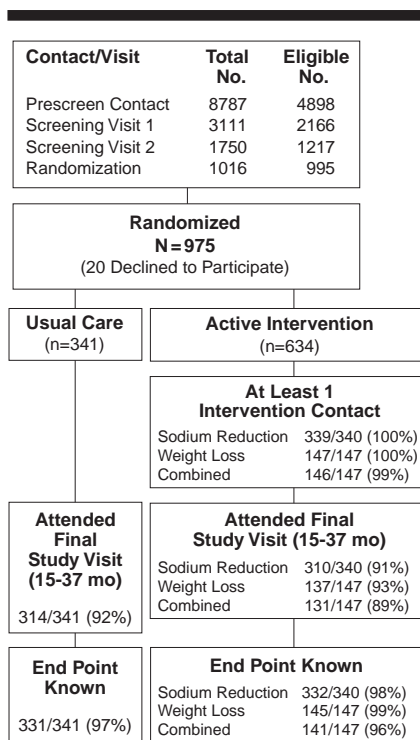 Contact/Visit Total No. Eligible No.
Prescreen Contact 8787 4898
Screening Visit 1 3111 2166
Screening Visit 2 1750 1217
Randomization 1016 995
Randomized
N=975
(20 Declined to Participate)
Usual Care
(n=341)
Active Intervention
(n=634)
At Least 1
Intervention Contact
Sodium Reduction 339/340 (100%)
Weight Loss 147/147 (100%)
Combined 146/147 (99%)
Attended
Final
Study Visit
(15-37 mo)
314/341 (92%)
Attended Final
Study Visit (15-37 mo)
Sodium Reduction 310/340 (91%)
Weight Loss 137/147 (93%)
Combined 131/147 (89%)
End Point
Known
331/341 (97%)
End Point Known
Sodium Reduction 332/340 (98%)
Weight Loss 145/147 (99%)
Combined 141/147 (96%)